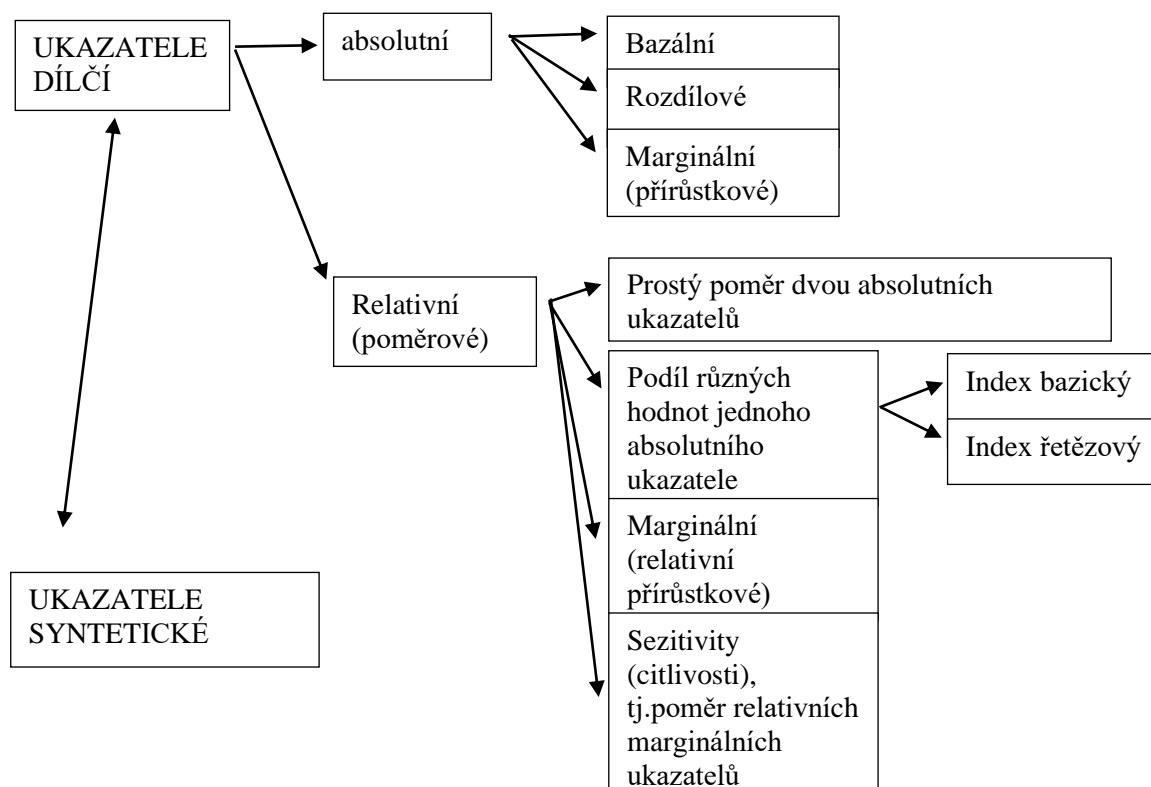 UKAZATELE
DÍLČÍ
absolutní
Bazální
Rozdílové
Marginální
(přírůstkové)
Relativní
(poměrové)
Prostý poměr dvou absolutních
ukazatelů
Podíl různých
hodnot jednoho
absolutního
ukazatele
Index bazický
Index řetězový
Marginální
(relativní
přírůstkové)
Sezitivity
(citlivosti),
tj.poměr relativních
marginálních
ukazatelů
UKAZATELE
SYNTETICKÉ